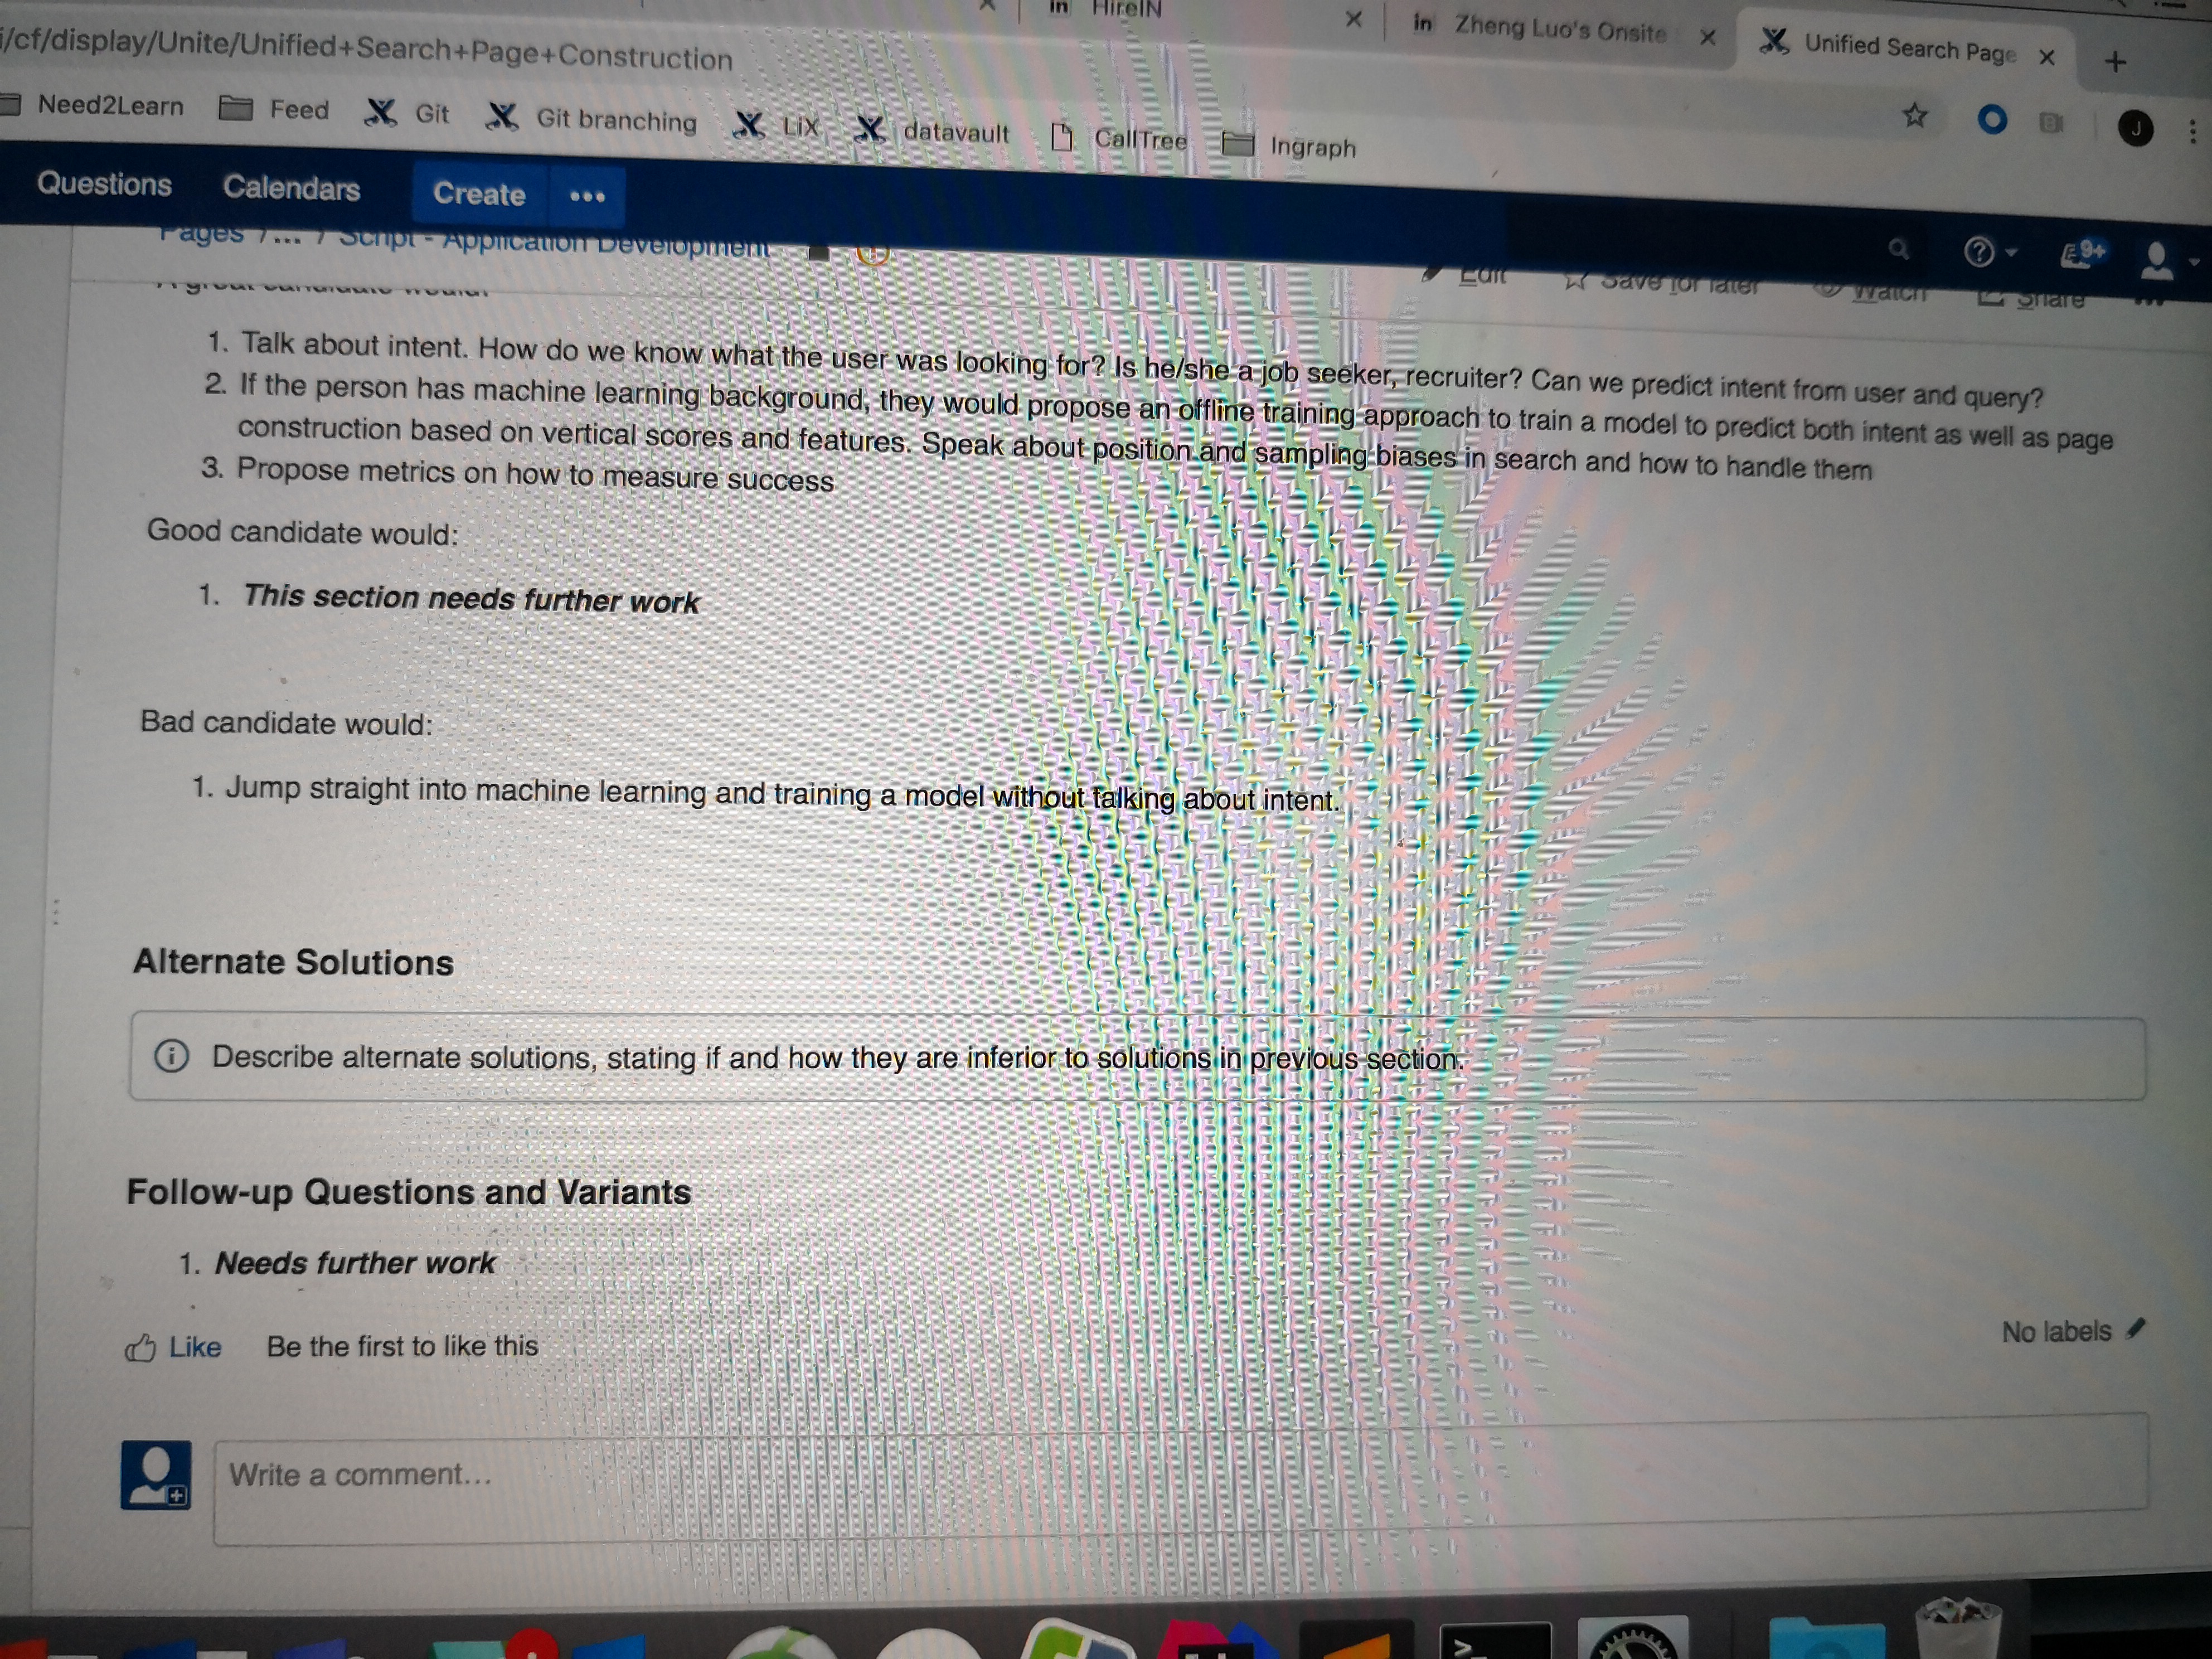 HireIN
Zheng Luo's Onsite
Unified Search Page
/cf/display/Unite/Unified+Search+Page+Construction
Need2Learn Feed Git Git branching LiX datavault CallTree Ingraph
J
Questions Calendars Create •••
9+
Pages /... / Script - Application Development
Edit Save for later Watch Share
A great candidate would:
1. Talk about intent. How do we know what the user was looking for? Is he/she a job seeker, recruiter? Can we predict intent from user and query?
2. If the person has machine learning background, they would propose an offline training approach to train a model to predict both intent as well as page
construction based on vertical scores and features. Speak about position and sampling biases in search and how to handle them
3. Propose metrics on how to measure success
Good candidate would:
1. This section needs further work
Bad candidate would:
1. Jump straight into machine learning and training a model without talking about intent.
Alternate Solutions
Describe alternate solutions, stating if and how they are inferior to solutions in previous section.
Follow-up Questions and Variants
1. Needs further work
Like Be the first to like this
No labels
Write a comment...